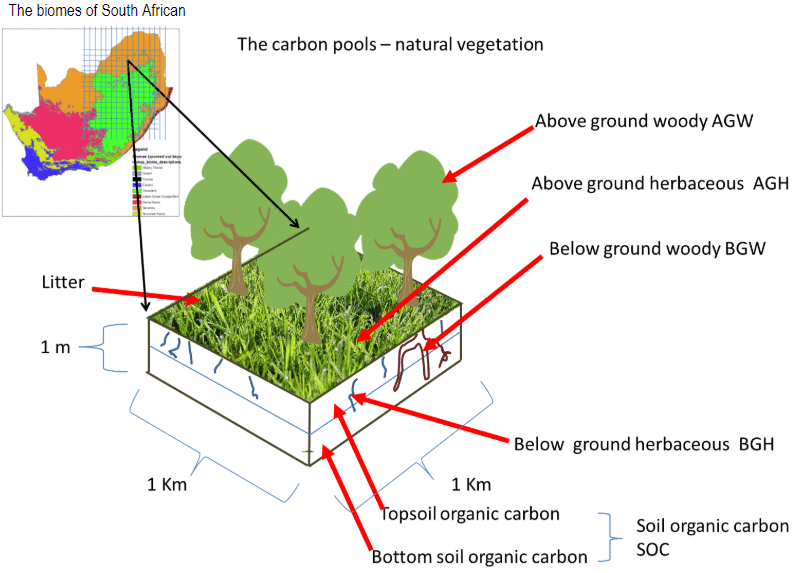 The biomes of South African
The carbon pools – natural vegetation
Above ground woody AGW
Above ground herbaceous AGH
Below ground woody BGW
Litter
1 m
Below ground herbaceous BGH
1 Km
1 Km
Topsoil organic carbon
Bottom soil organic carbon
Soil organic carbon
SOC
Legend